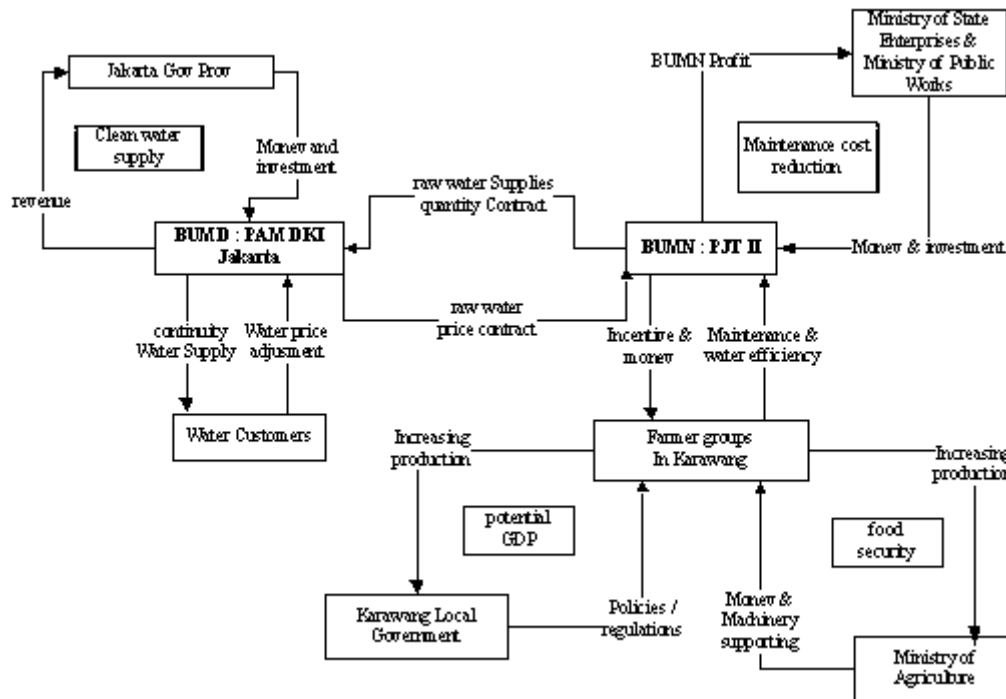 Ministry of State
Enterprises &
Ministry of Public
Works
Jakarta Gov Prov
BUMN Profit
Clean water
supply
Money and
investment
Maintenance cost
reduction
raw water Supplies
quantity Contract
revenue
BUMD : PAM DKI
Jakarta
BUMN : PJT II
Money & investment
raw water
price contract
continuity
Water Supply
Water price
adjusment
Incentive &
money
Maintenance &
water efficiency
Water Customers
Farmer groups
In Karawang
Increasing
production
Increasing
production
potential
GDP
food
security
Karawang Local
Government
Policies /
regulations
Money &
Machinery
supporting
Ministry of
Agriculture